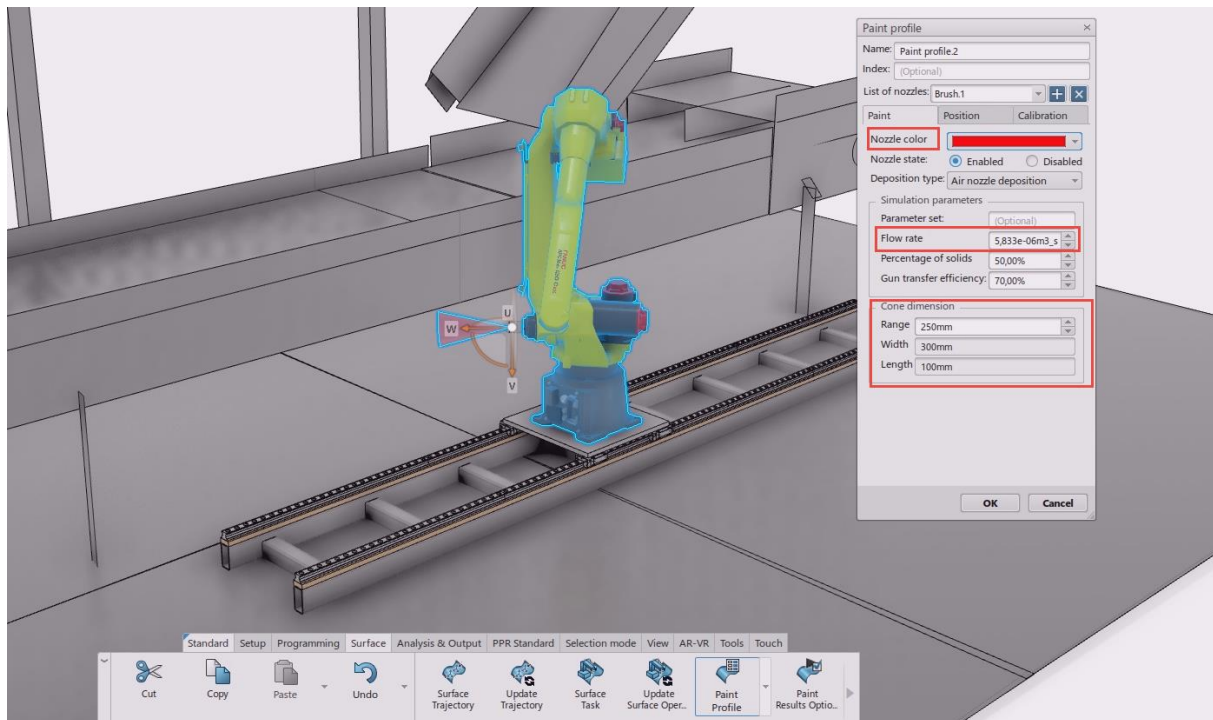 Paint profile
Name: Paint profile.2
Index: (Optional)
List of nozzles: Brush.1
Paint Position Calibration
Nozzle color
Nozzle state: Enabled Disabled
Deposition type: Air nozzle deposition
Simulation parameters
Parameter set: (Optional)
Flow rate 5,833e-06m3_s
Percentage of solids 50,00%
Gun transfer efficiency: 70,00%
Cone dimension
Range 250mm
Width 300mm
Length 100mm
OK Cancel
FANUC
U
W
V
Standard Setup Programming Surface Analysis & Output PPR Standard Selection mode View AR-VR Tools Touch
Cut Copy Paste Undo Surface Trajectory Update Trajectory Surface Task Update Surface Oper... Paint Profile Paint Results Optio...